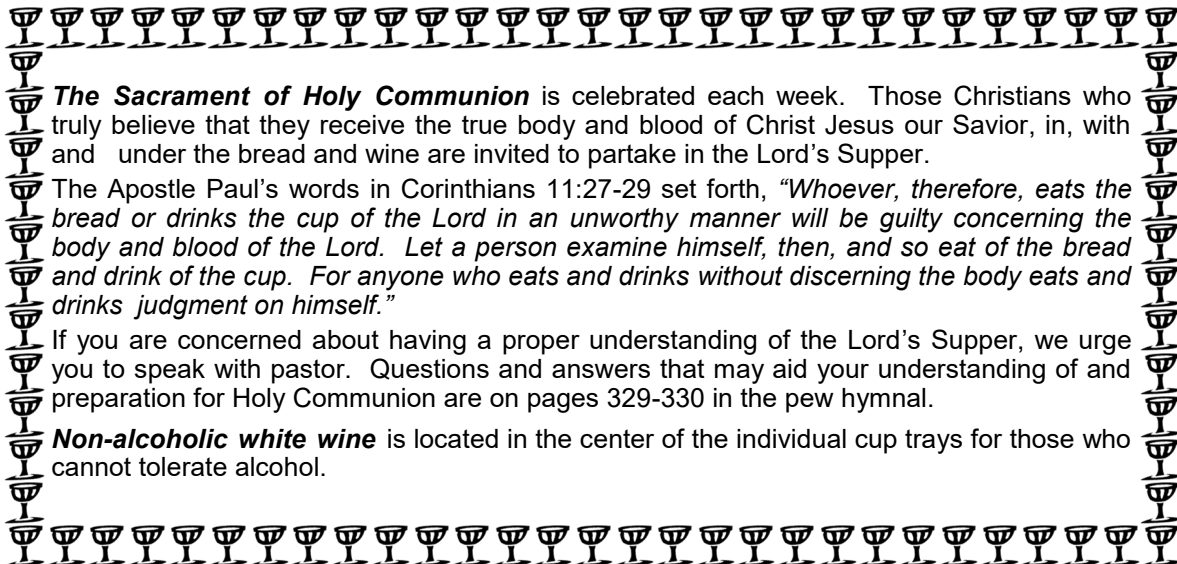 The Sacrament of Holy Communion is celebrated each week. Those Christians who
truly believe that they receive the true body and blood of Christ Jesus our Savior, in, with
and under the bread and wine are invited to partake in the Lord’s Supper.
The Apostle Paul’s words in Corinthians 11:27-29 set forth, “Whoever, therefore, eats the
bread or drinks the cup of the Lord in an unworthy manner will be guilty concerning the
body and blood of the Lord. Let a person examine himself, then, and so eat of the bread
and drink of the cup. For anyone who eats and drinks without discerning the body eats and
drinks judgment on himself.”
If you are concerned about having a proper understanding of the Lord’s Supper, we urge
you to speak with pastor. Questions and answers that may aid your understanding of and
preparation for Holy Communion are on pages 329-330 in the pew hymnal.
Non-alcoholic white wine is located in the center of the individual cup trays for those who
cannot tolerate alcohol.